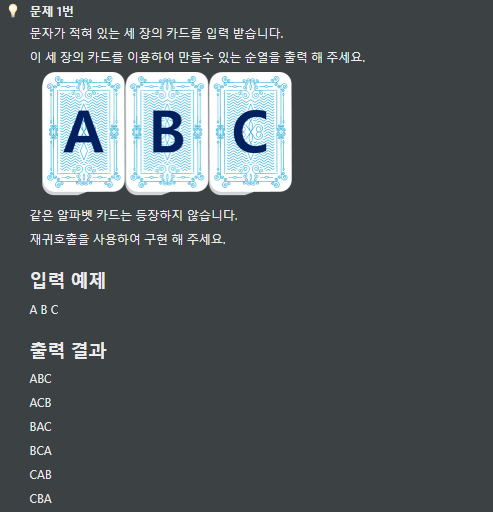 문제 1번
문자가 적혀 있는 세 장의 카드를 입력 받습니다.
이 세 장의 카드를 이용하여 만들수 있는 순열을 출력 해 주세요.
A B C
같은 알파벳 카드는 등장하지 않습니다.
재귀호출을 사용하여 구현 해 주세요.
입력 예제
A B C
출력 결과
ABC
ACB
BAC
BCA
CAB
CBA